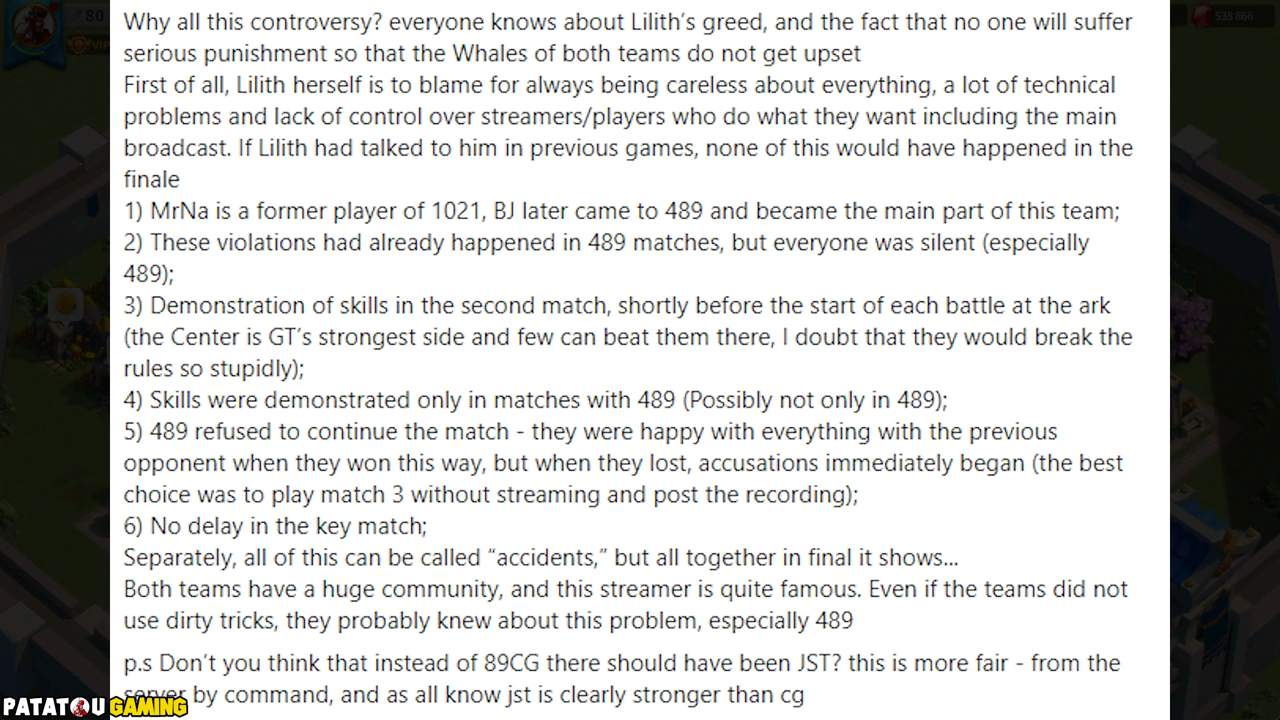 Why all this controversy? everyone knows about Lilith's greed, and the fact that no one will suffer
serious punishment so that the Whales of both teams do not get upset
First of all, Lilith herself is to blame for always being careless about everything, a lot of technical
problems and lack of control over streamers/players who do what they want including the main
broadcast. If Lilith had talked to him in previous games, none of this would have happened in the
finale
1) MrNa is a former player of 1021, BJ later came to 489 and became the main part of this team;
2) These violations had already happened in 489 matches, but everyone was silent (especially
489);
3) Demonstration of skills in the second match, shortly before the start of each battle at the ark
(the Center is GT's strongest side and few can beat them there, I doubt that they would break the
rules so stupidly);
4) Skills were demonstrated only in matches with 489 (Possibly not only in 489);
5) 489 refused to continue the match - they were happy with everything with the previous
opponent when they won this way, but when they lost, accusations immediately began (the best
choice was to play match 3 without streaming and post the recording);
6) No delay in the key match;
Separately, all of this can be called “accidents,” but all together in final it shows...
Both teams have a huge community, and this streamer is quite famous. Even if the teams did not
use dirty tricks, they probably knew about this problem, especially 489
p.s Don't you think that instead of 89CG there should have been JST? this is more fair - from the
server by command, and as all know jst is clearly stronger than cg
PATATOU GAMING
80
VIP
538 866